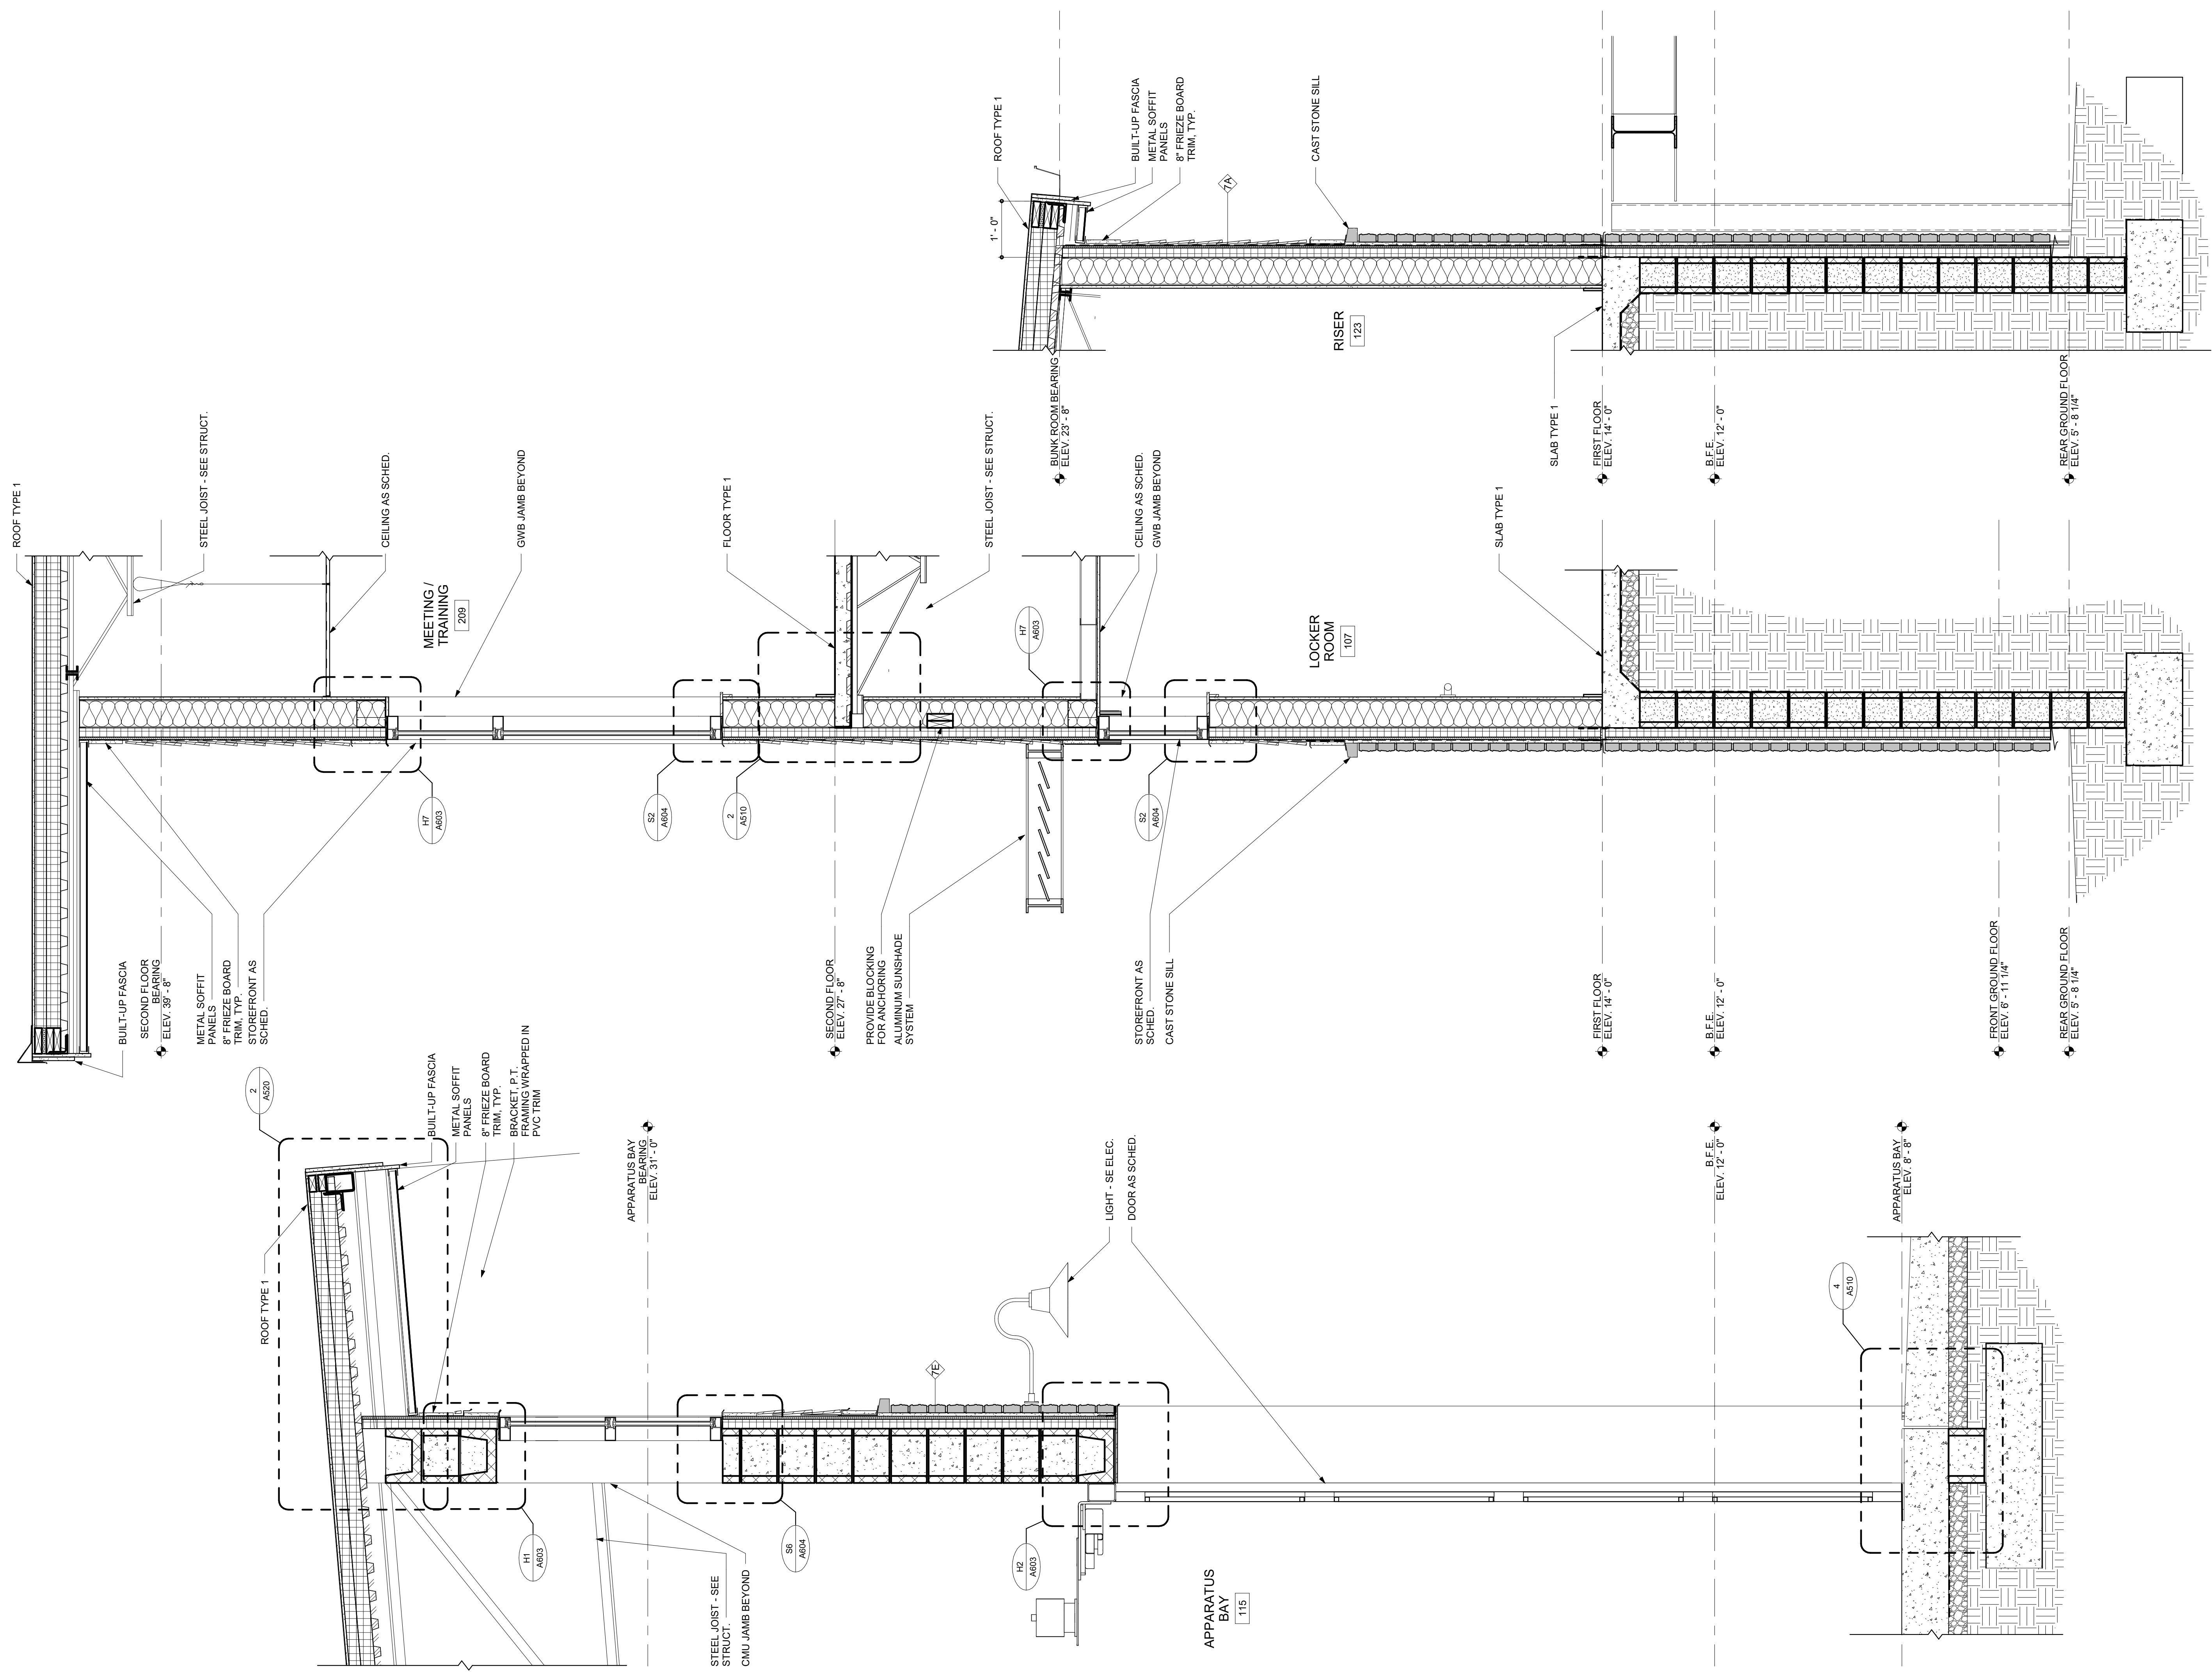 2
A520
ROOF TYPE 1
BUILT-UP FASCIA
METAL SOFFIT
PANELS
8" FRIEZE BOARD
TRIM, TYP.
BRACKET, P.T.
FRAMING WRAPPED IN
PVC TRIM
APPARATUS BAY
BEARING
ELEV. 31' - 0"
H1
A603
S6
A604
7E
H2
A603
STEEL JOIST - SEE
STRUCT.
CMU JAMB BEYOND
LIGHT - SE ELEC.
DOOR AS SCHED.
APPARATUS
BAY
115
B.F.E.
ELEV. 12' - 0"
4
A510
APPARATUS BAY
ELEV. 8' - 8"
ROOF TYPE 1
BUILT-UP FASCIA
SECOND FLOOR
BEARING
ELEV. 39' - 8"
METAL SOFFIT
PANELS
8" FRIEZE BOARD
TRIM, TYP.
STOREFRONT AS
SCHED.
STEEL JOIST - SEE STRUCT.
CEILING AS SCHED.
GWB JAMB BEYOND
MEETING /
TRAINING
209
H7
A603
S2
A604
2
A510
FLOOR TYPE 1
SECOND FLOOR
ELEV. 27' - 8"
PROVIDE BLOCKING
FOR ANCHORING
ALUMINUM SUNSHADE
SYSTEM
STEEL JOIST - SEE STRUCT.
H7
A603
CEILING AS SCHED.
GWB JAMB BEYOND
S2
A604
STOREFRONT AS
SCHED.
CAST STONE SILL
LOCKER
ROOM
107
SLAB TYPE 1
FIRST FLOOR
ELEV. 14' - 0"
B.F.E.
ELEV. 12' - 0"
FRONT GROUND FLOOR
ELEV. 6' - 11 1/4"
REAR GROUND FLOOR
ELEV. 5' - 8 1/4"
ROOF TYPE 1
1' - 0"
BUILT-UP FASCIA
METAL SOFFIT
PANELS
8" FRIEZE BOARD
TRIM, TYP.
7A
CAST STONE SILL
BUNK ROOM BEARING
ELEV. 23' - 8"
RISER
123
SLAB TYPE 1
FIRST FLOOR
ELEV. 14' - 0"
B.F.E.
ELEV. 12' - 0"
REAR GROUND FLOOR
ELEV. 5' - 8 1/4"